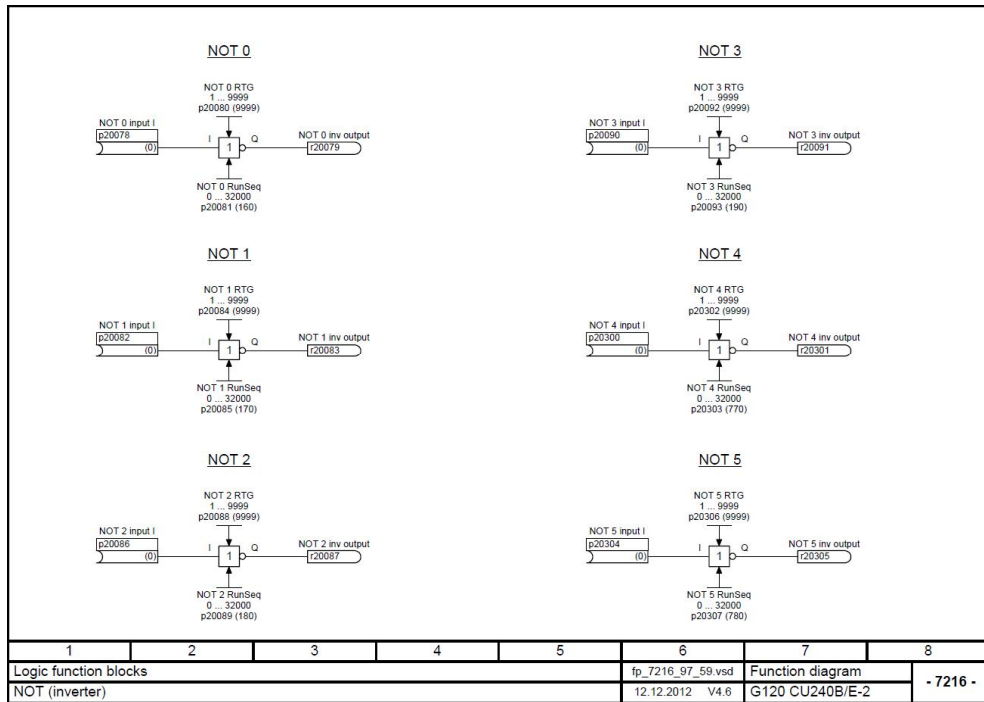 NOT 0
NOT 0 RTG
1 ... 9999
p20080 (9999)
NOT 0 input I
p20078
(0)
I
1
Q
NOT 0 inv output
r20079
NOT 0 RunSeq
0 ... 32000
p20081 (160)
NOT 3
NOT 3 RTG
1 ... 9999
p20092 (9999)
NOT 3 input I
p20090
(0)
I
1
Q
NOT 3 inv output
r20091
NOT 3 RunSeq
0 ... 32000
p20093 (190)
NOT 1
NOT 1 RTG
1 ... 9999
p20084 (9999)
NOT 1 input I
p20082
(0)
I
1
Q
NOT 1 inv output
r20083
NOT 1 RunSeq
0 ... 32000
p20085 (170)
NOT 4
NOT 4 RTG
1 ... 9999
p20302 (9999)
NOT 4 input I
p20300
(0)
I
1
Q
NOT 4 inv output
r20301
NOT 4 RunSeq
0 ... 32000
p20303 (770)
NOT 2
NOT 2 RTG
1 ... 9999
p20088 (9999)
NOT 2 input I
p20086
(0)
I
1
Q
NOT 2 inv output
r20087
NOT 2 RunSeq
0 ... 32000
p20089 (180)
NOT 5
NOT 5 RTG
1 ... 9999
p20306 (9999)
NOT 5 input I
p20304
(0)
I
1
Q
NOT 5 inv output
r20305
NOT 5 RunSeq
0 ... 32000
p20307 (780)
1 2 3 4 5 6 7 8
Logic function blocks fp_7216_97_59.vsd Function diagram
- 7216 -
NOT (inverter) 12.12.2012 V4.6 G120 CU240B/E-2